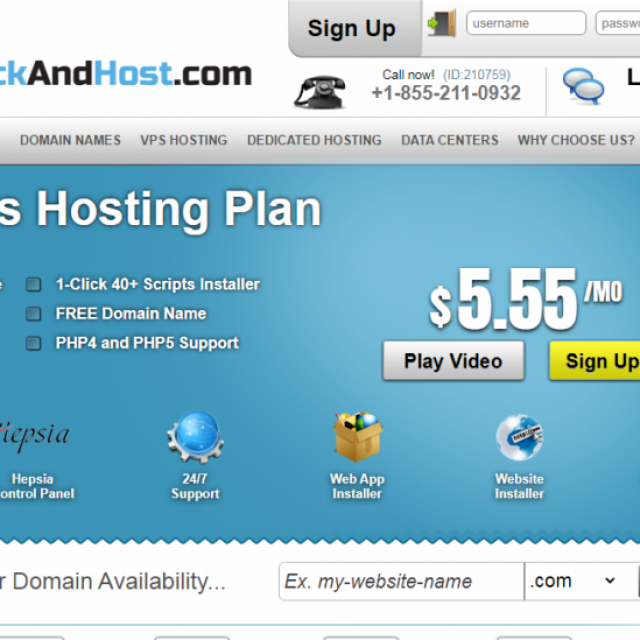 Sign Up
username
passwo
ckAndHost.com
Call now! (ID:210759)
+1-855-211-0932
L
DOMAIN NAMES VPS HOSTING DEDICATED HOSTING DATA CENTERS WHY CHOOSE US?
s Hosting Plan
e
1-Click 40+ Scripts Installer
FREE Domain Name
PHP4 and PHP5 Support
$5.55/MO
Play Video
Sign Up
Hepsia
Hepsia
ontrol Panel
24/7
Support
Web App
Installer
Website
Installer
r Domain Availability...
Ex. my-website-name
.com